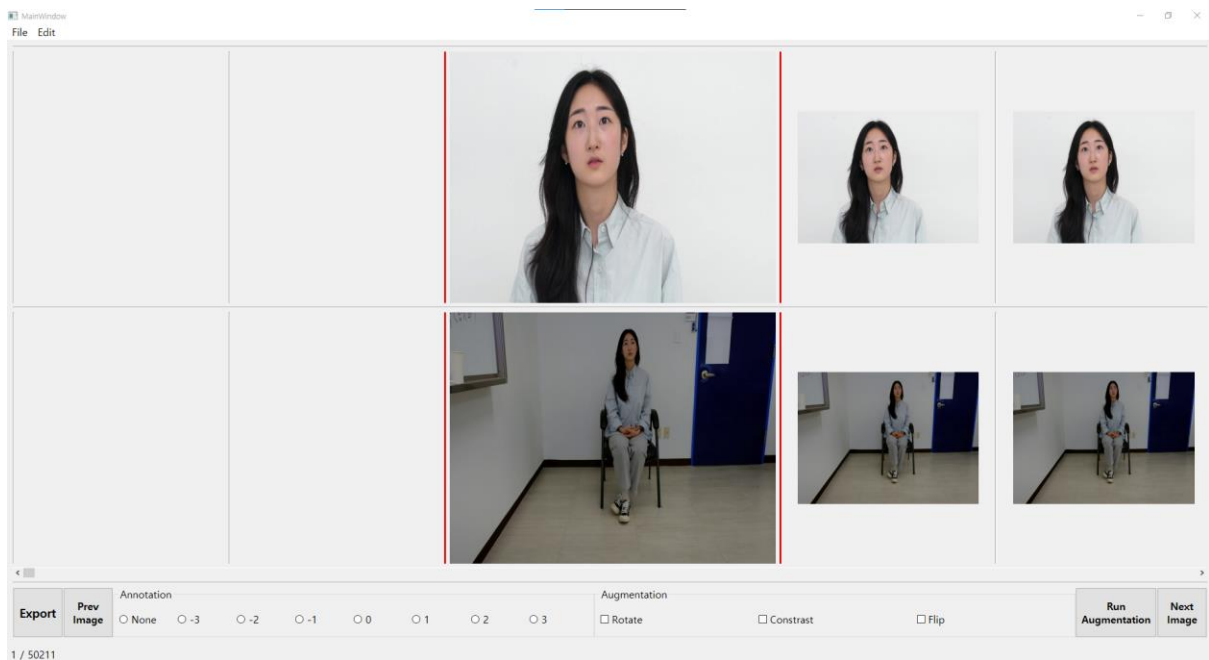 MainWindow
File Edit
Export
Prev
Image
Annotation
None -3 -2 -1 0 1 2 3
Augmentation
Rotate Constrast Flip
Run
Augmentation
Next
Image
1 / 50211